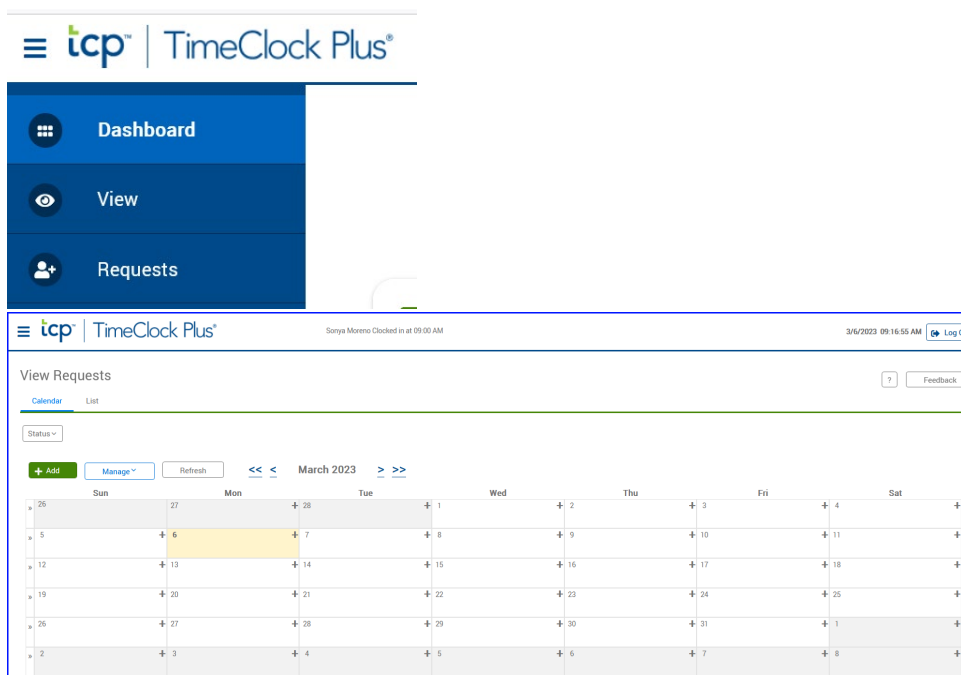 tcp™ TimeClock Plus®
Dashboard
View
Requests
tcp™ TimeClock Plus® Sonya Moreno Clocked in at 09:00 AM 3/6/2023 09:16:55 AM Log
View Requests ? Feedback
Calendar List
Status
+ Add Manage Refresh << < March 2023 > >>
Sun Mon Tue Wed Thu Fri Sat
» 26 27 + 28 + 1 + 2 + 3 + 4 +
» 5 + 6 + 7 + 8 + 9 + 10 + 11 +
» 12 + 13 + 14 + 15 + 16 + 17 + 18 +
» 19 + 20 + 21 + 22 + 23 + 24 + 25 +
» 26 + 27 + 28 + 29 + 30 + 31 + 1 +
» 2 + 3 + 4 + 5 + 6 + 7 + 8 +